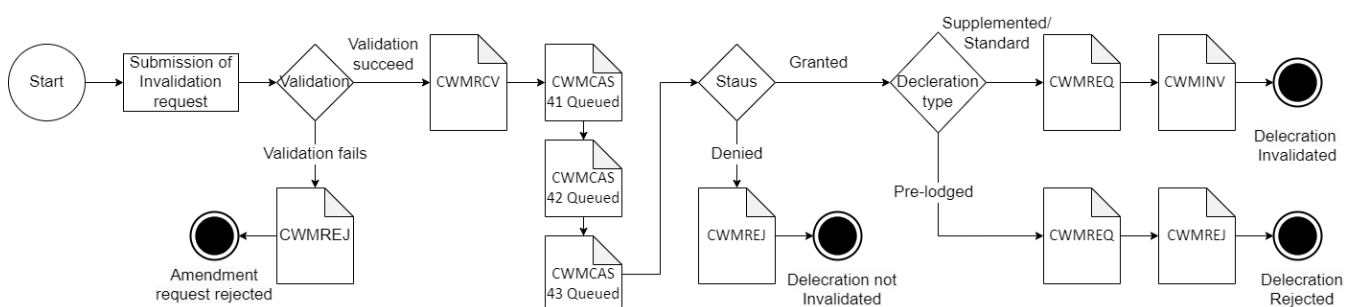 Start
Submission of
Invalidation
request
Validation
Validation
succeed
CWMRCV
CWMCAS
41 Queued
CWMCAS
42 Queued
CWMCAS
43 Queued
Validation fails
CWMREJ
Amendment
request rejected
Staus
Granted
Denied
CWMREJ
Delecration not
Invalidated
Decleration
type
Supplemented/
Standard
CWMREQ
CWMINV
Delecration
Invalidated
Pre-lodged
CWMREQ
CWMREJ
Delecration
Rejected